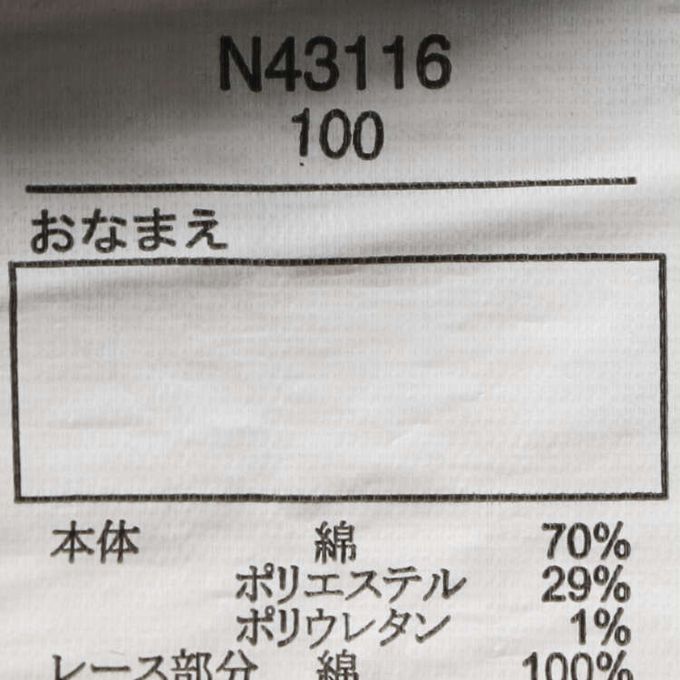 N43116
100
おなまえ
本体 綿 70%
ポリエステル 29%
ポリウレタン 1%
レース部分 綿 100%